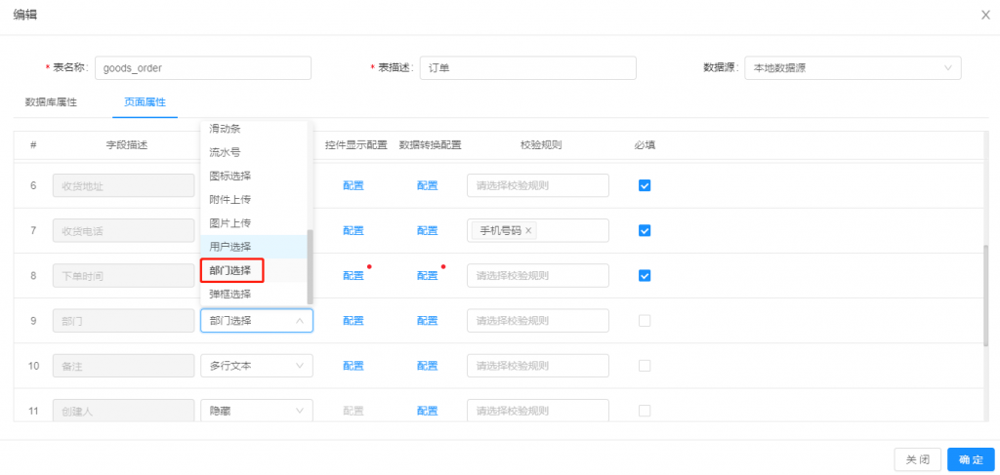 编辑
* 表名称: goods_order * 表描述: 订单 数据源: 本地数据源
数据库属性 页面属性
# 字段描述 控件显示配置 数据转换配置 校验规则 必填
滑动条
流水号
图标选择
附件上传
图片上传
用户选择
部门选择
弹框选择
6 收货地址 配置 配置 请选择校验规则
7 收货电话 配置 配置 手机号码 ×
8 下单时间 配置 配置 请选择校验规则
9 部门 部门选择 配置 配置 请选择校验规则
10 备注 多行文本 配置 配置 请选择校验规则
11 创建人 隐藏 配置 配置 请选择校验规则
关 闭 确 定